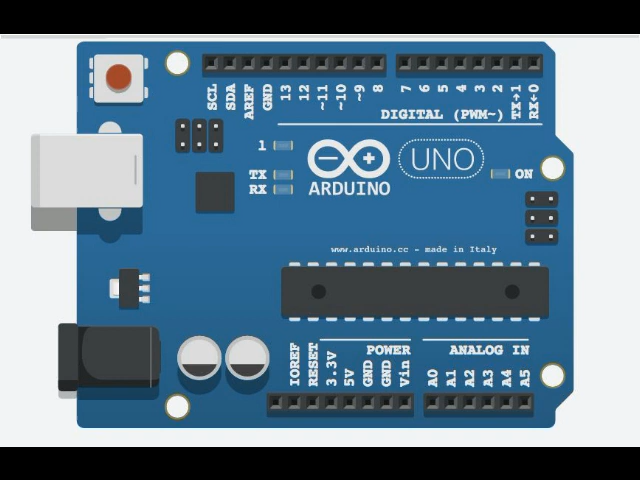 SCL SDA AREF GND 13 12 ~11 ~10 ~9 8 7 6 5 4 3 2 TX→1 RX←0
DIGITAL (PWM~)
1
TX
RX
ARDUINO
UNO
ON
www.arduino.cc - made in Italy
POWER
ANALOG IN
IOREF RESET 3.3V 5V GND GND Vin A0 A1 A2 A3 A4 A5